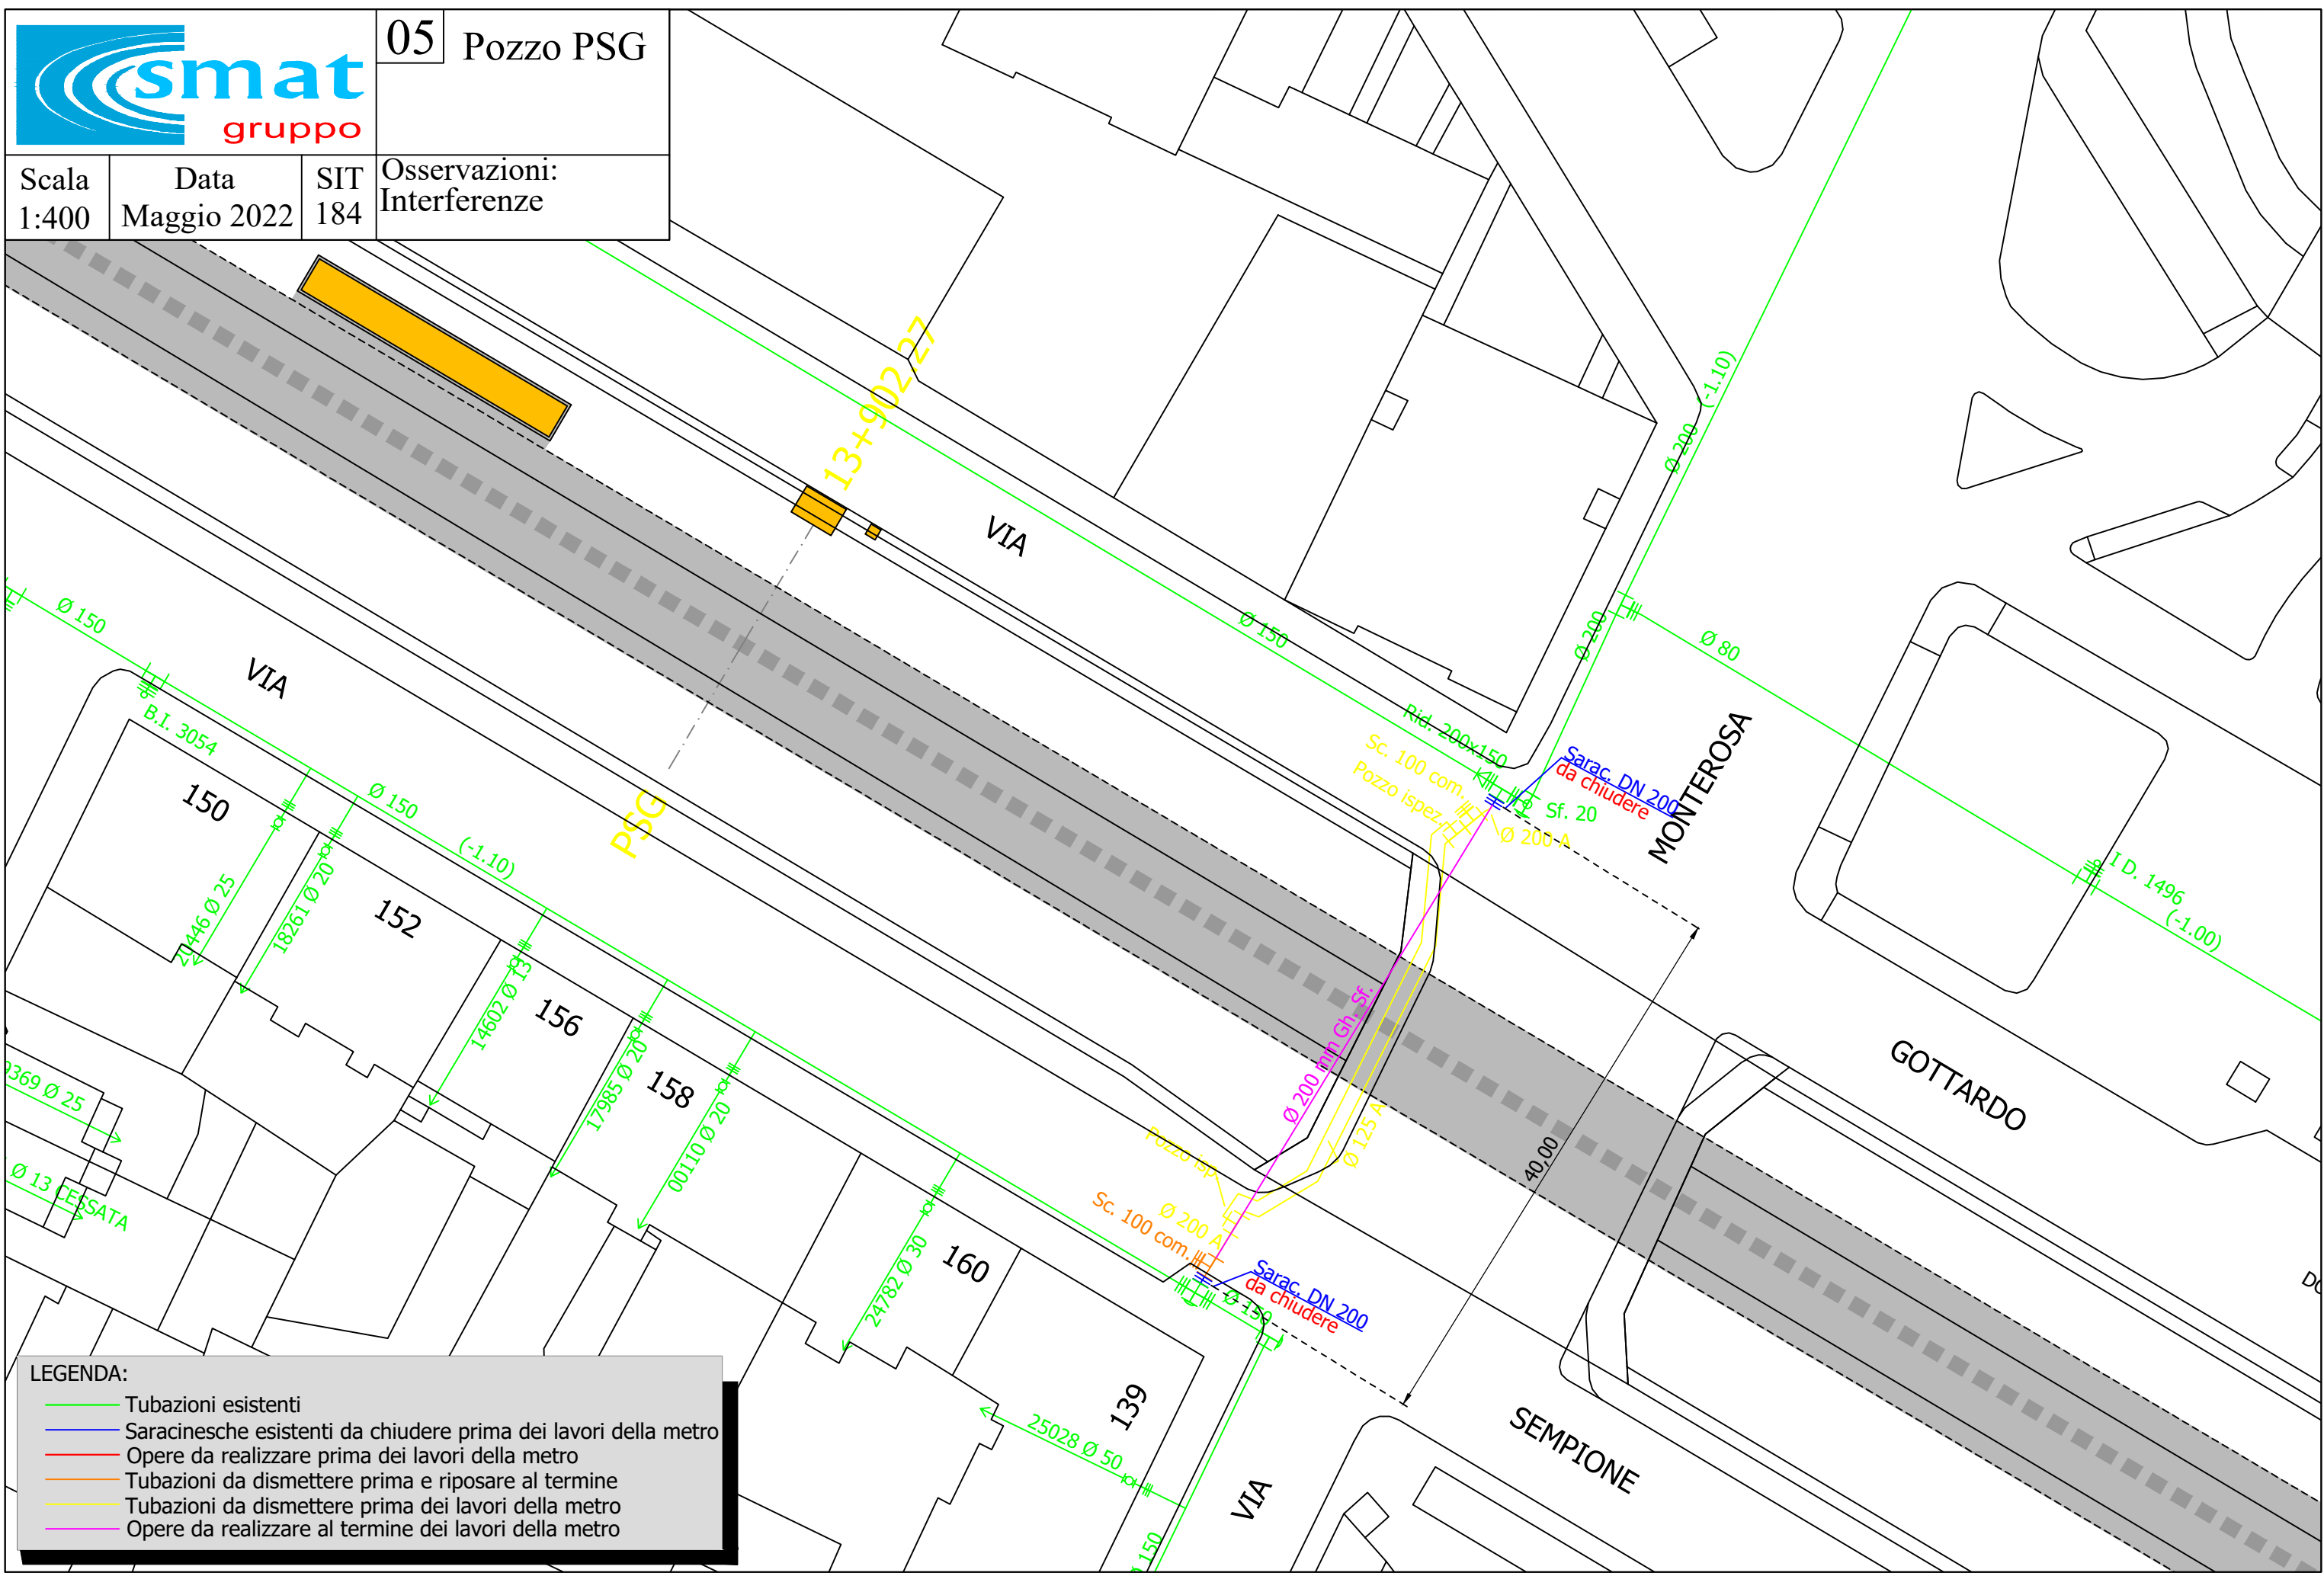 smat
gruppo
05
Pozzo PSG
Scala
1:400
Data
Maggio 2022
SIT
184
Osservazioni:
Interferenze
13+902,27
VIA
Ø 200
(-1.10)
Ø 150
Ø 200
Ø 80
Rid. 200x150
Sc. 100 com.
Pozzo ispez.
Sarac. DN 200
da chiudere
Sf. 20
Ø 200 A
MONTEROSA
I D. 1496
(-1.00)
Ø 150
VIA
B.I. 3054
150
Ø 150
(-1.10)
PSG
20446 Ø 25
18261 Ø 20
152
14602 Ø 13
156
17985 Ø 20
158
00110 Ø 20
Ø 200 mm Gh. Sf.
Ø 125 A
40,00
GOTTARDO
9369 Ø 25
Ø 13 CESSATA
Pozzo isp.
Ø 200 A
Sc. 100 com.
24782 Ø 30
160
Sarac. DN 200
da chiudere
Ø 150
139
25028 Ø 50
VIA
SEMPIONE
150
DO
LEGENDA:
Tubazioni esistenti
Saracinesche esistenti da chiudere prima dei lavori della metro
Opere da realizzare prima dei lavori della metro
Tubazioni da dismettere prima e riposare al termine
Tubazioni da dismettere prima dei lavori della metro
Opere da realizzare al termine dei lavori della metro